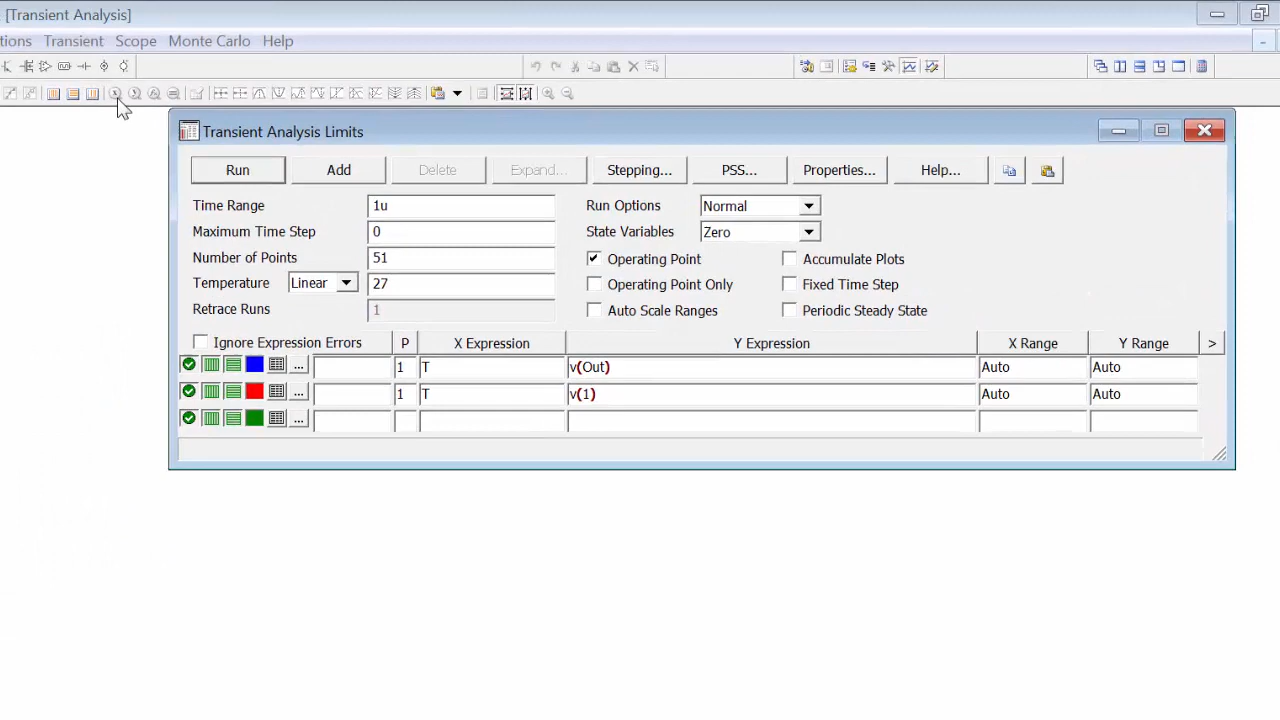 [Transient Analysis]
tions Transient Scope Monte Carlo Help
Transient Analysis Limits
Run Add Delete Expand... Stepping... PSS... Properties... Help...
Time Range 1u Run Options Normal
Maximum Time Step 0 State Variables Zero
Number of Points 51 Operating Point Accumulate Plots
Temperature Linear 27 Operating Point Only Fixed Time Step
Retrace Runs 1 Auto Scale Ranges Periodic Steady State
Ignore Expression Errors P X Expression Y Expression X Range Y Range >
... 1 T v(Out) Auto Auto
... 1 T v(1) Auto Auto
...